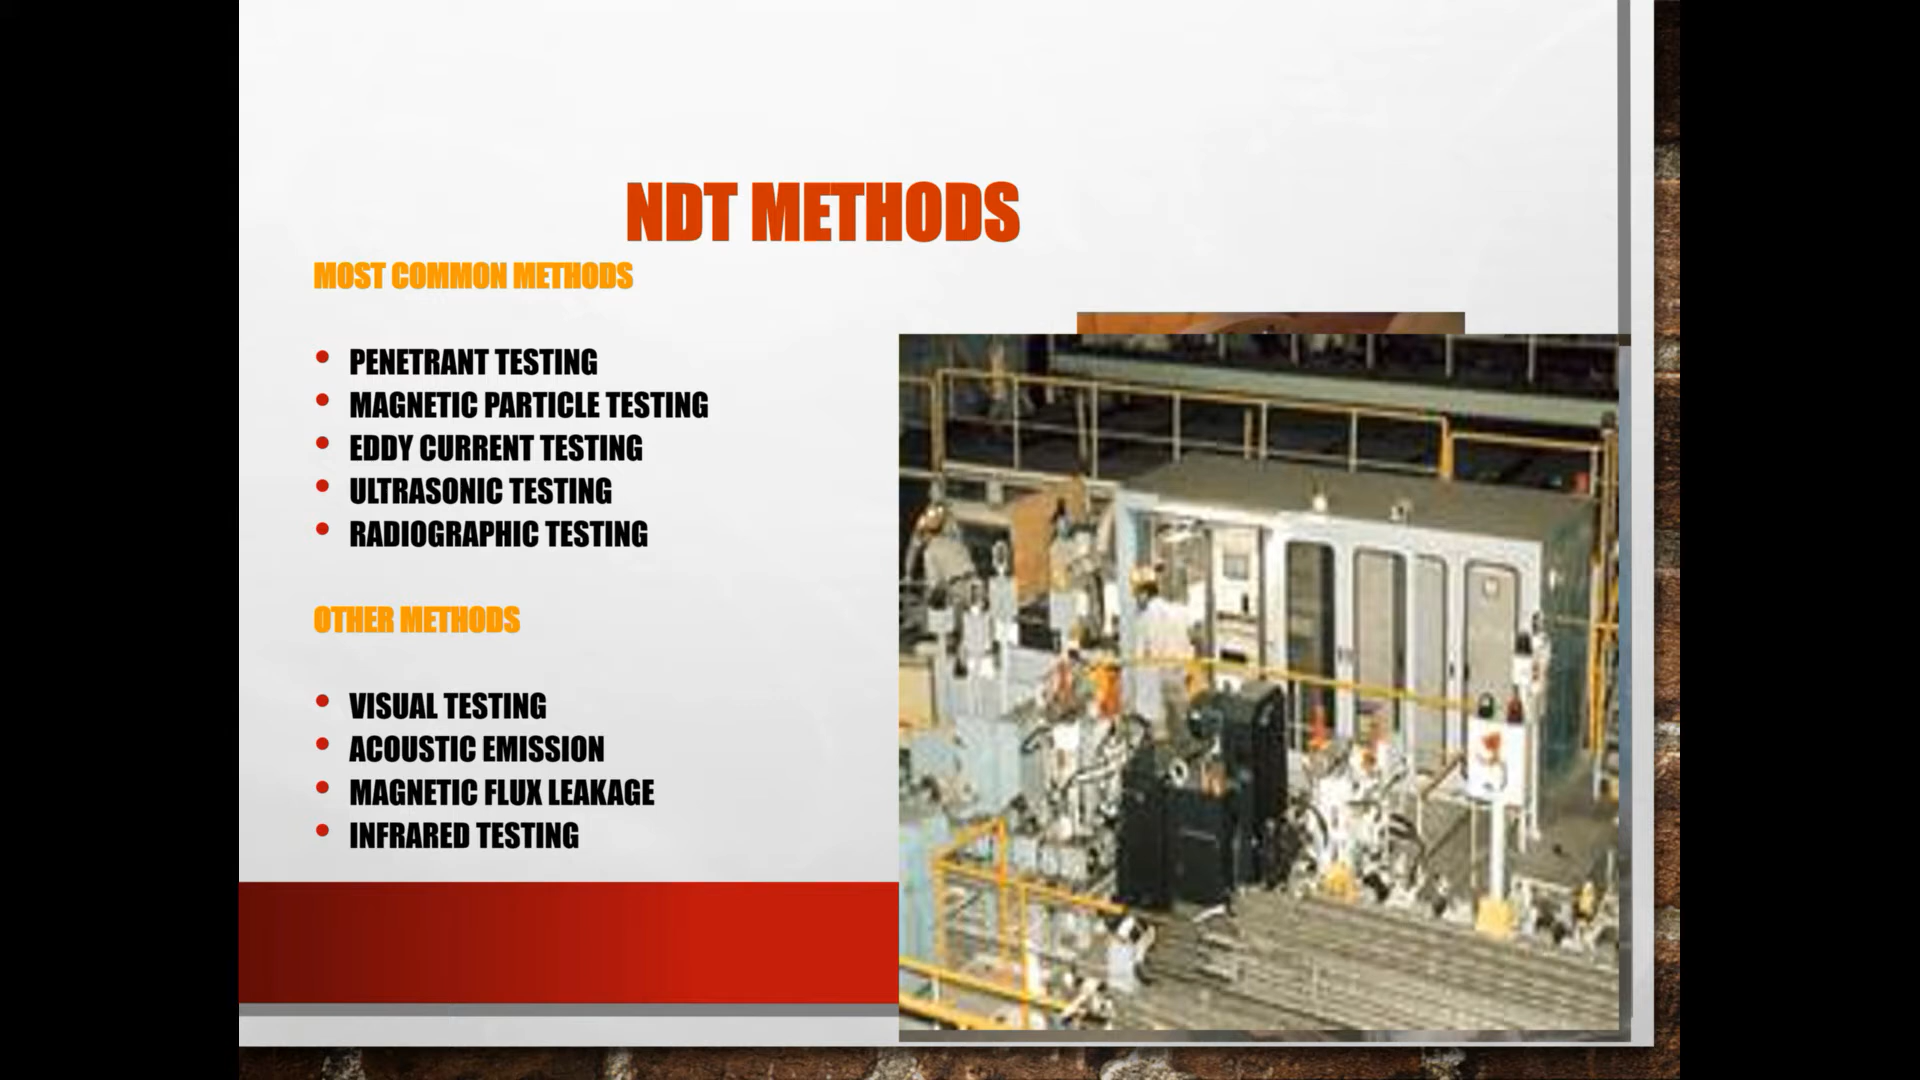 NDT METHODS
MOST COMMON METHODS
• PENETRANT TESTING
• MAGNETIC PARTICLE TESTING
• EDDY CURRENT TESTING
• ULTRASONIC TESTING
• RADIOGRAPHIC TESTING
OTHER METHODS
• VISUAL TESTING
• ACOUSTIC EMISSION
• MAGNETIC FLUX LEAKAGE
• INFRARED TESTING